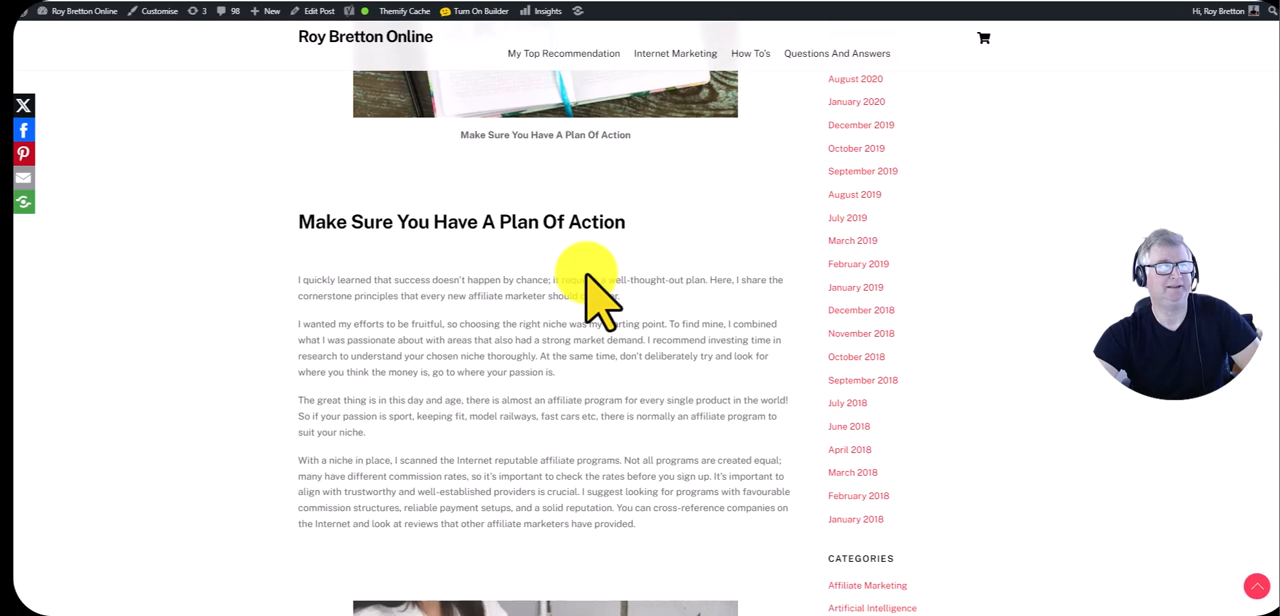 Roy Bretton Online Customise 3 98 New Edit Post Themify Cache Turn On Builder Insights Hi, Roy Bretton
Roy Bretton Online
My Top Recommendation Internet Marketing How To's Questions And Answers
Make Sure You Have A Plan Of Action
Make Sure You Have A Plan Of Action
I quickly learned that success doesn't happen by chance; well-thought-out plan. Here, I share the
cornerstone principles that every new affiliate marketer
I wanted my efforts to be fruitful, so choosing the right niche was my starting point. To find mine, I combined
what I was passionate about with areas that also had a strong market demand. I recommend investing time in
research to understand your chosen niche thoroughly. At the same time, don't deliberately try and look for
where you think the money is, go to where your passion is.
The great thing is in this day and age, there is almost an affiliate program for every single product in the world!
So if your passion is sport, keeping fit, model railways, fast cars etc, there is normally an affiliate program to
suit your niche.
With a niche in place, I scanned the Internet reputable affiliate programs. Not all programs are created equal;
many have different commission rates, so it's important to check the rates before you sign up. It's important to
align with trustworthy and well-established providers is crucial. I suggest looking for programs with favourable
commission structures, reliable payment setups, and a solid reputation. You can cross-reference companies on
the Internet and look at reviews that other affiliate marketers have provided.
August 2020
January 2020
December 2019
October 2019
September 2019
August 2019
July 2019
March 2019
February 2019
January 2019
December 2018
November 2018
October 2018
September 2018
July 2018
June 2018
April 2018
March 2018
February 2018
January 2018
CATEGORIES
Affiliate Marketing
Artificial Intelligence